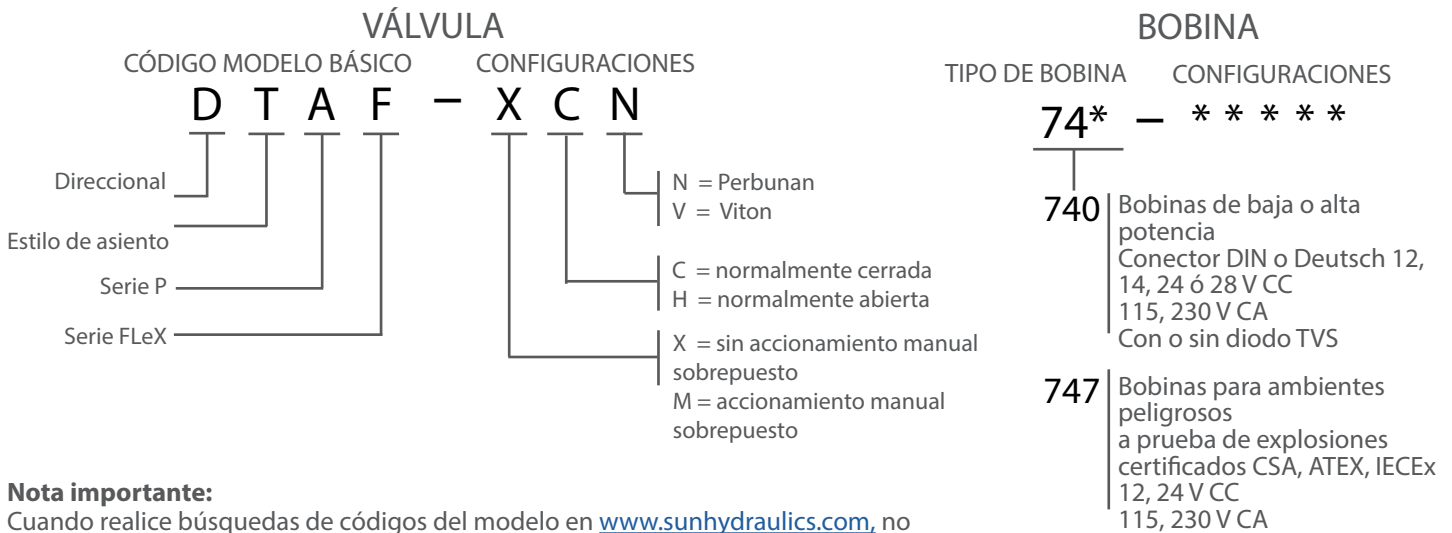 VÁLVULA
CÓDIGO MODELO BÁSICO
CONFIGURACIONES
D T A F – X C N
Direccional
Estilo de asiento
Serie P
Serie FLeX
N = Perbunan
V = Viton
C = normalmente cerrada
H = normalmente abierta
X = sin accionamiento manual
sobrepuesto
M = accionamiento manual
sobrepuesto
BOBINA
TIPO DE BOBINA
CONFIGURACIONES
74* – * * * * *
740
Bobinas de baja o alta
potencia
Conector DIN o Deutsch 12,
14, 24 ó 28 V CC
115, 230 V CA
Con o sin diodo TVS
747
Bobinas para ambientes
peligrosos
a prueba de explosiones
certificados CSA, ATEX, IECEx
12, 24 V CC
115, 230 V CA
Nota importante:
Cuando realice búsquedas de códigos del modelo en www.sunhydraulics.com, no